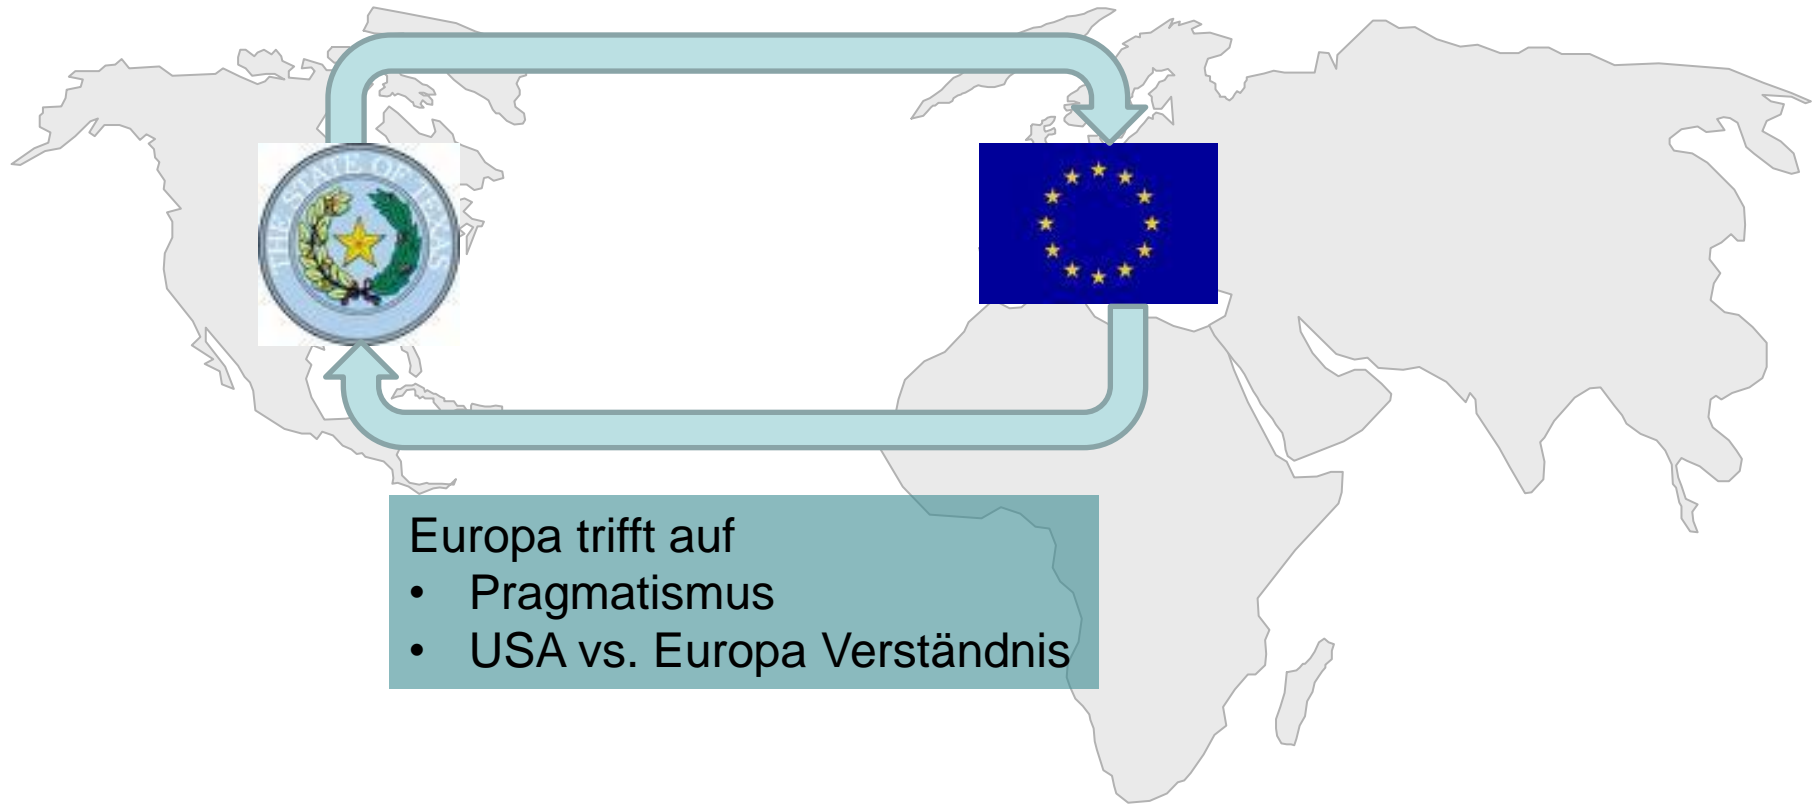 THE STATE OF TEXAS
Europa trifft auf
• Pragmatismus
• USA vs. Europa Verständnis